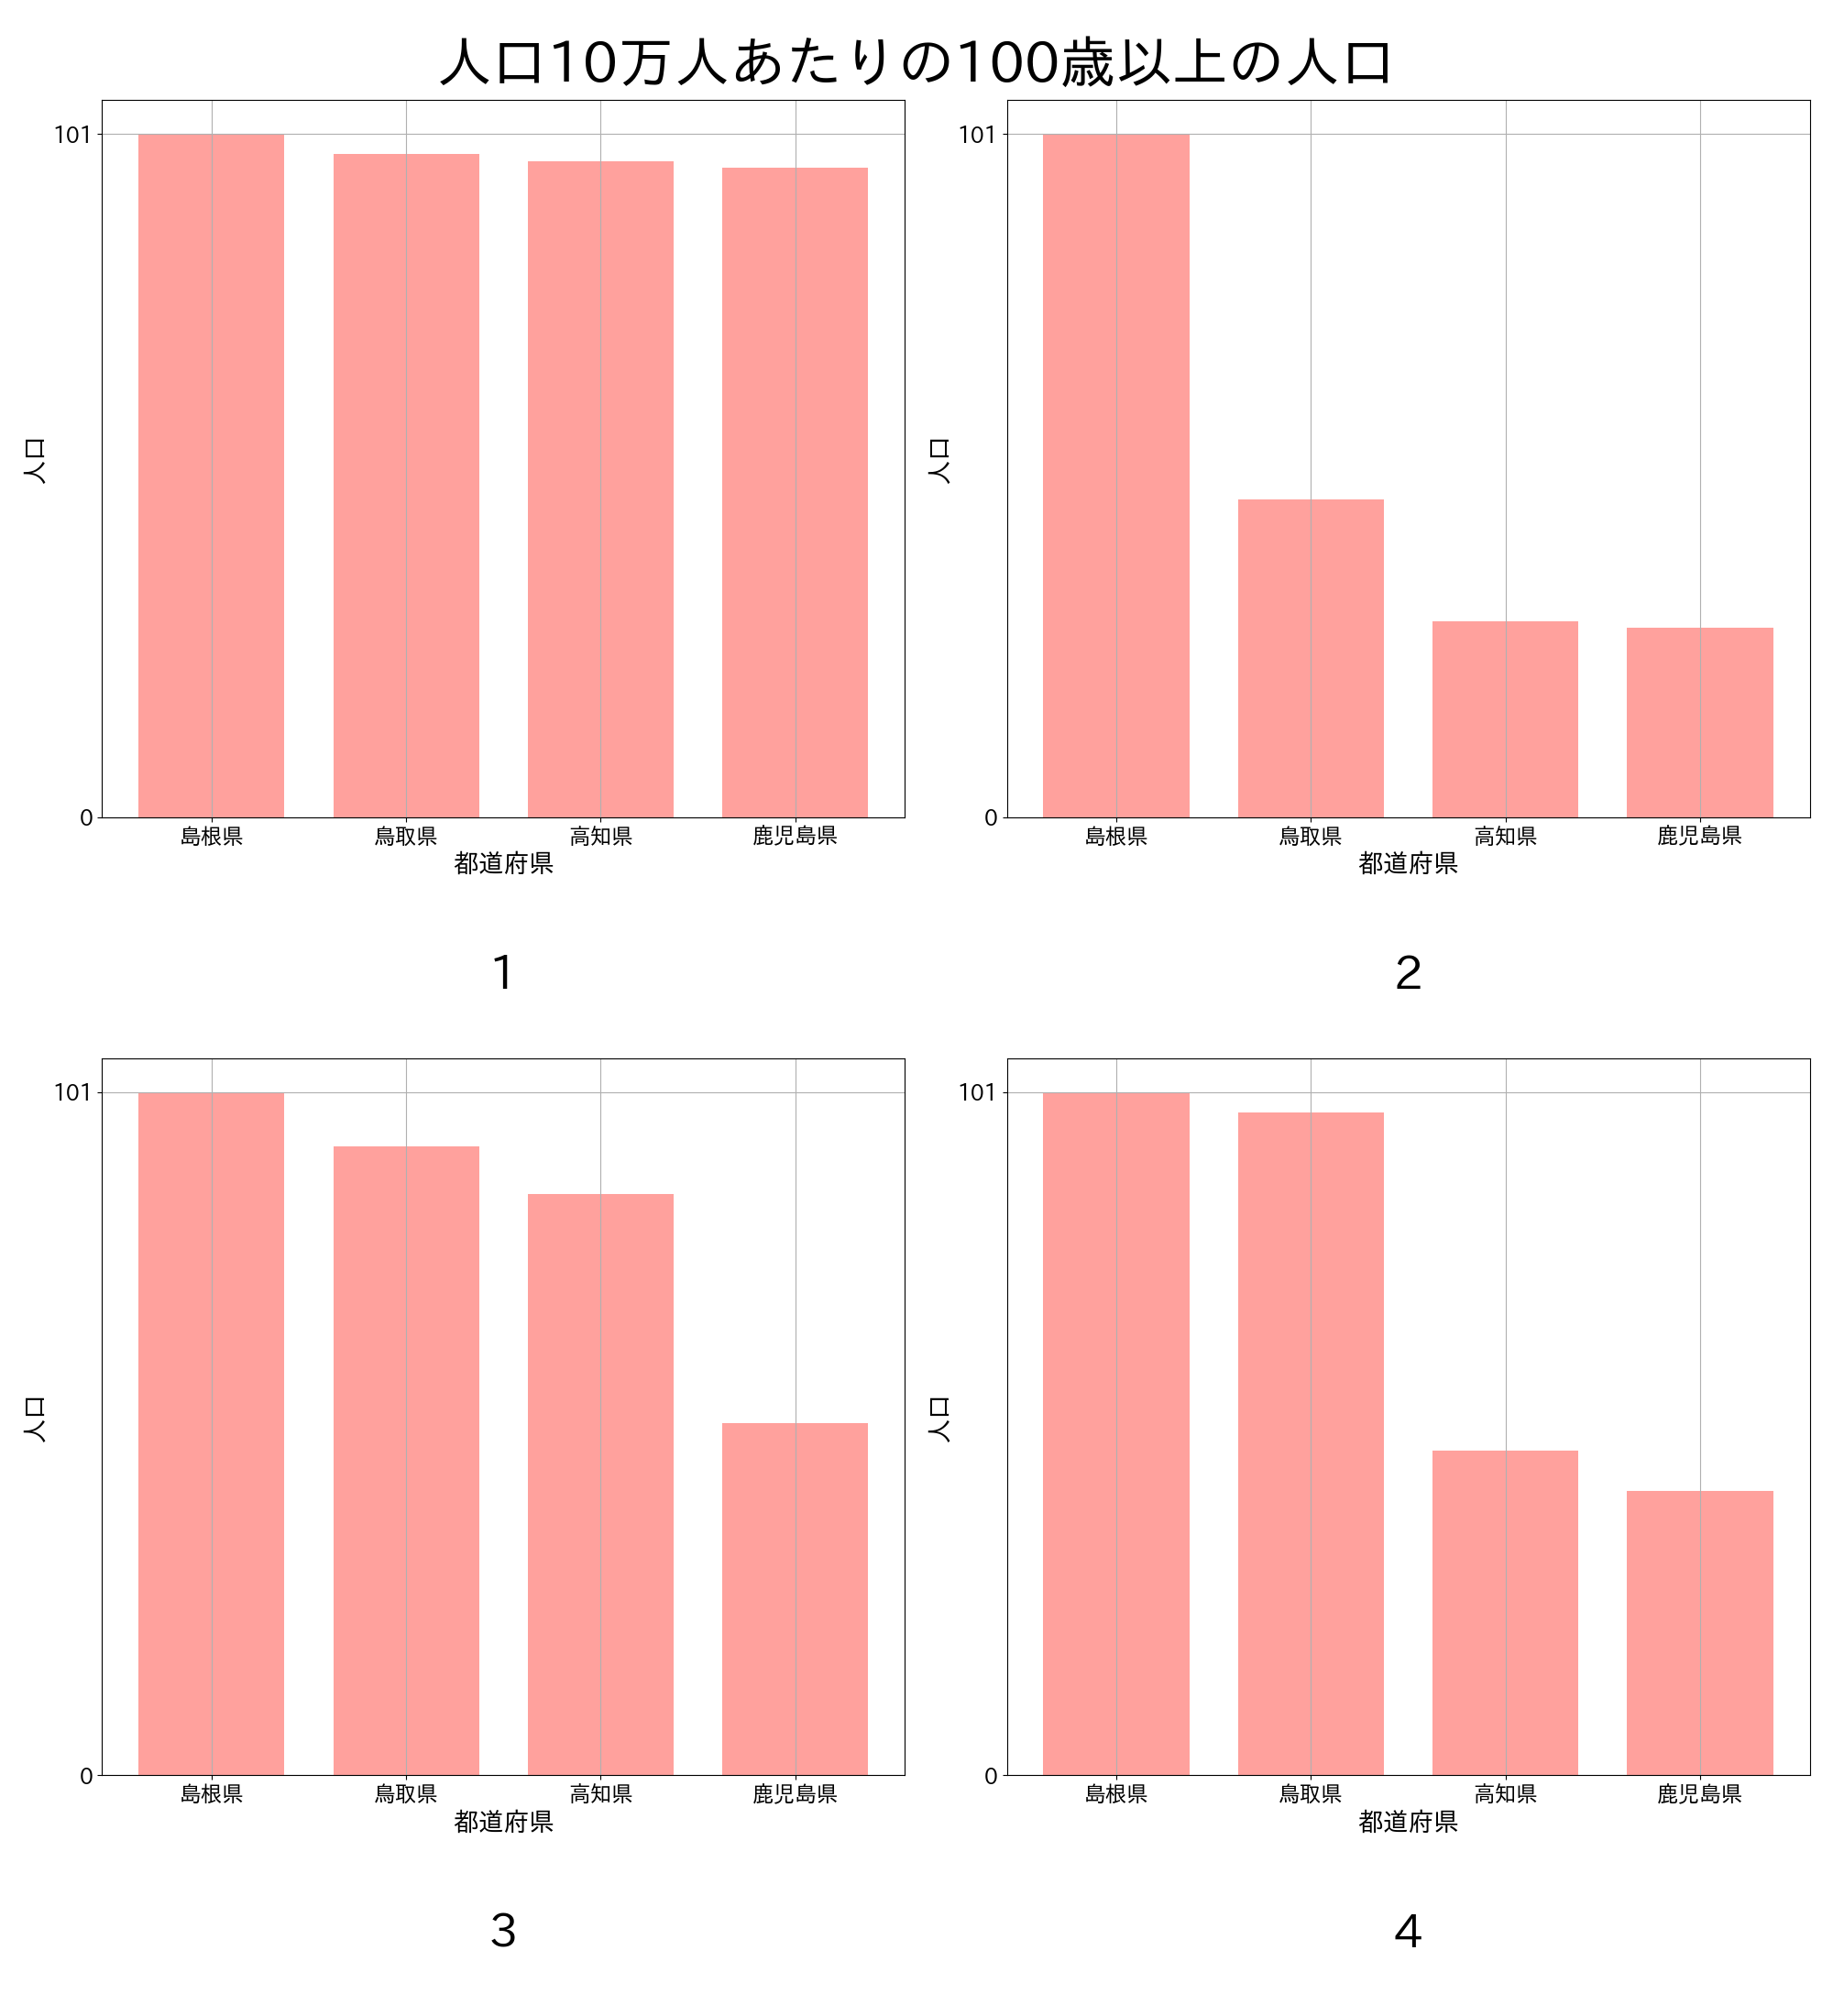 人口10万人あたりの100歳以上の人口
101
0
人口
島根県 鳥取県 高知県 鹿児島県
都道府県
1
101
0
人口
島根県 鳥取県 高知県 鹿児島県
都道府県
2
101
0
人口
島根県 鳥取県 高知県 鹿児島県
都道府県
3
101
0
人口
島根県 鳥取県 高知県 鹿児島県
都道府県
4